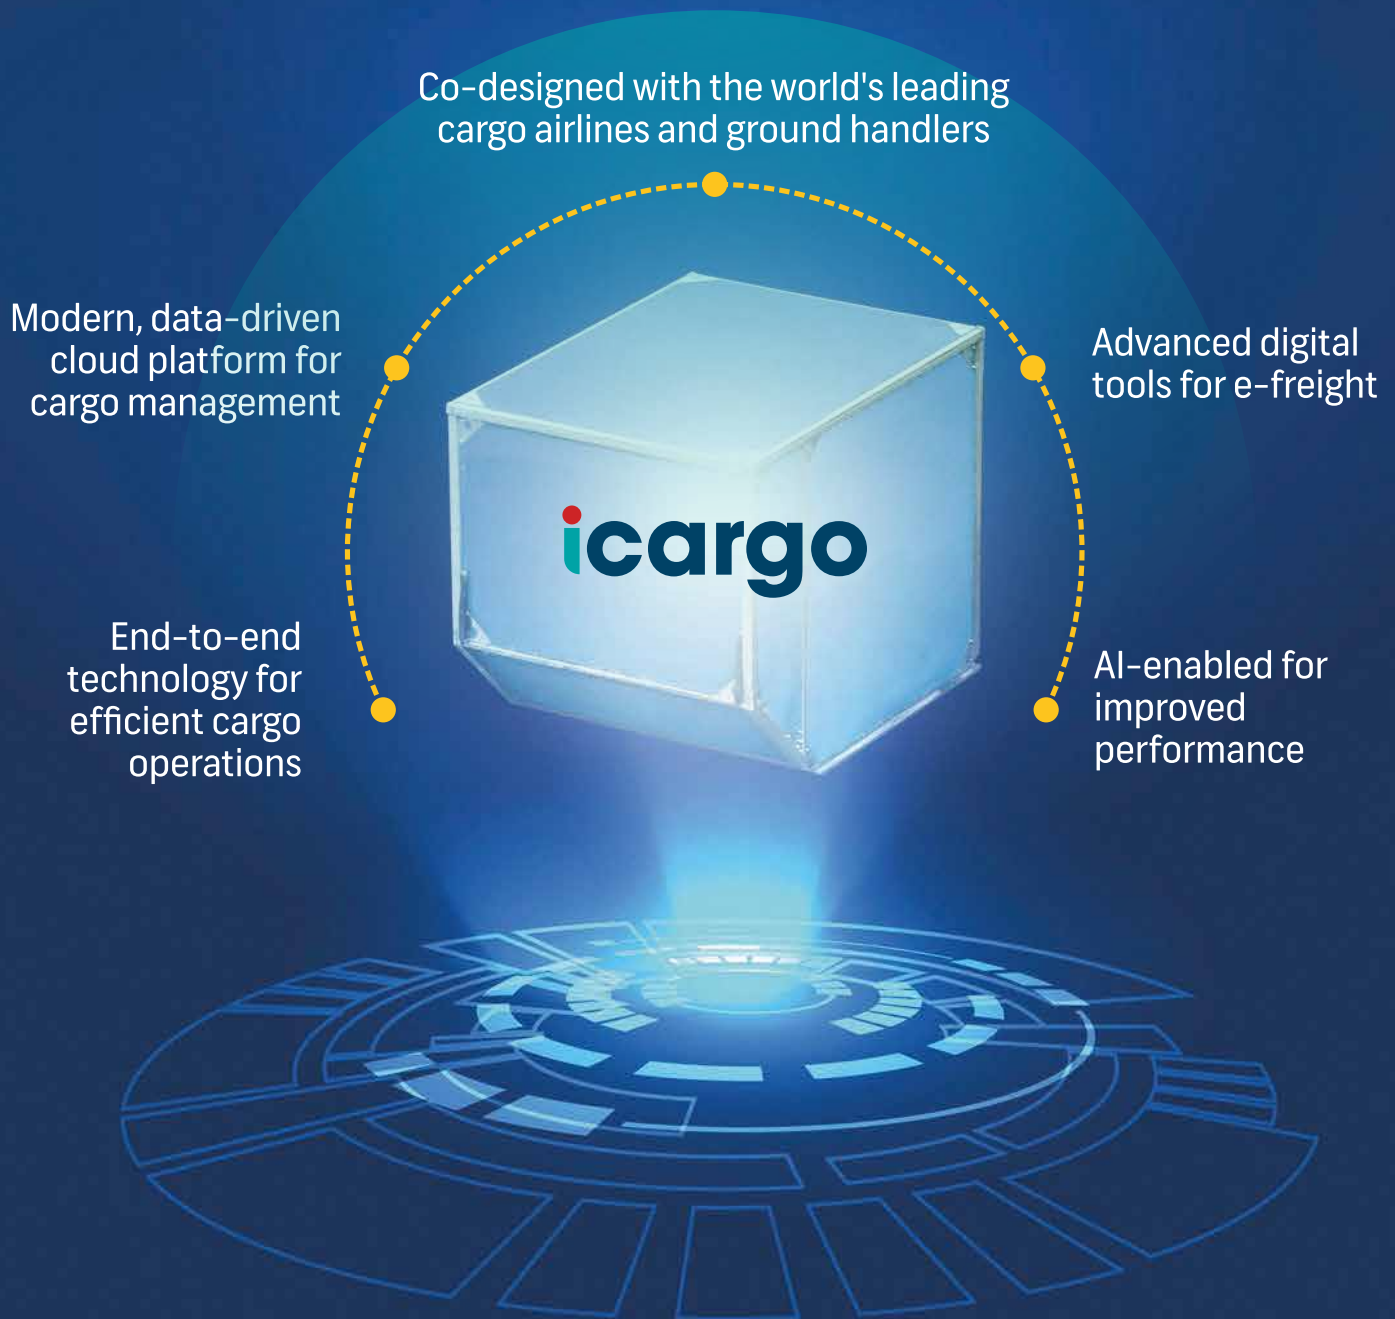 Co-designed with the world's leading
cargo airlines and ground handlers
Modern, data-driven
cloud platform for
cargo management
Advanced digital
tools for e-freight
icargo
End-to-end
technology for
efficient cargo
operations
AI-enabled for
improved
performance